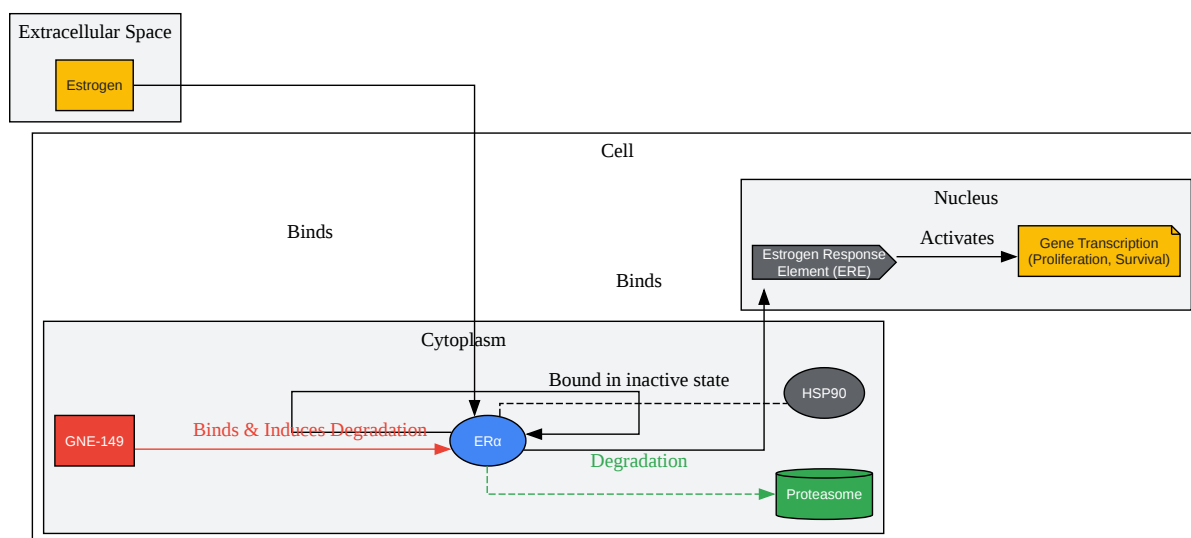 Extracellular Space
Estrogen
Cell
Nucleus
Binds
Activates
Gene Transcription
(Proliferation, Survival)
Estrogen Response
Element (ERE)
Binds
Cytoplasm
Bound in inactive state
HSP90
GNE-149
Binds & Induces Degradation
ERα
Degradation
Proteasome